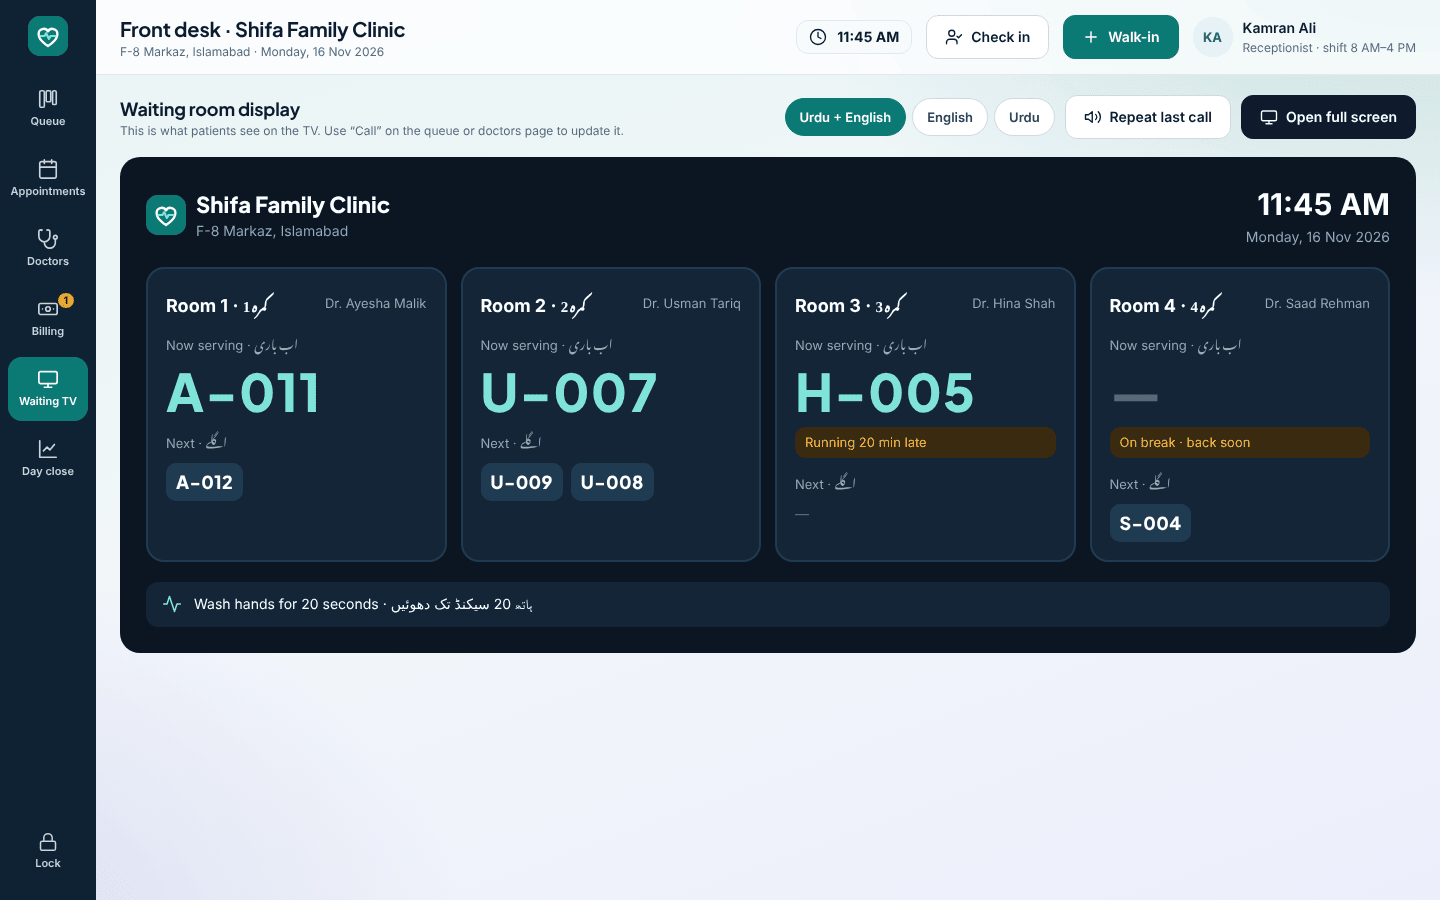 Front desk · Shifa Family Clinic
F-8 Markaz, Islamabad · Monday, 16 Nov 2026
11:45 AM
Check in
Walk-in
KA
Kamran Ali
Receptionist · shift 8 AM–4 PM
Queue
Appointments
Doctors
1
Billing
Waiting TV
Day close
Lock
Waiting room display
This is what patients see on the TV. Use “Call” on the queue or doctors page to update it.
Urdu + English
English
Urdu
Repeat last call
Open full screen
Shifa Family Clinic
F-8 Markaz, Islamabad
11:45 AM
Monday, 16 Nov 2026
Room 1 · کمرہ 1
Dr. Ayesha Malik
Now serving · اب باری
A-011
Next · اگلے
A-012
Room 2 · کمرہ 2
Dr. Usman Tariq
Now serving · اب باری
U-007
Next · اگلے
U-009
U-008
Room 3 · کمرہ 3
Dr. Hina Shah
Now serving · اب باری
H-005
Running 20 min late
Next · اگلے
—
Room 4 · کمرہ 4
Dr. Saad Rehman
Now serving · اب باری
—
On break · back soon
Next · اگلے
S-004
Wash hands for 20 seconds · ہاتھ 20 سیکنڈ تک دھوئیں